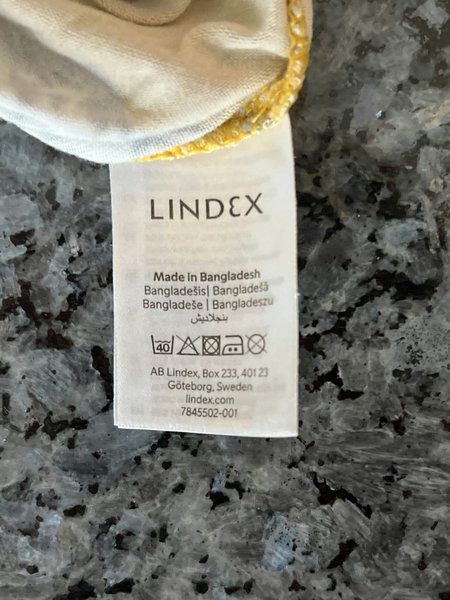 LINDEX
Made in Bangladesh
Bangladešis| Bangladešā
Bangladeše | Bangladeszu
بنجلاديش
40
AB Lindex, Box 233, 401 23
Göteborg, Sweden
lindex.com
7845502-001